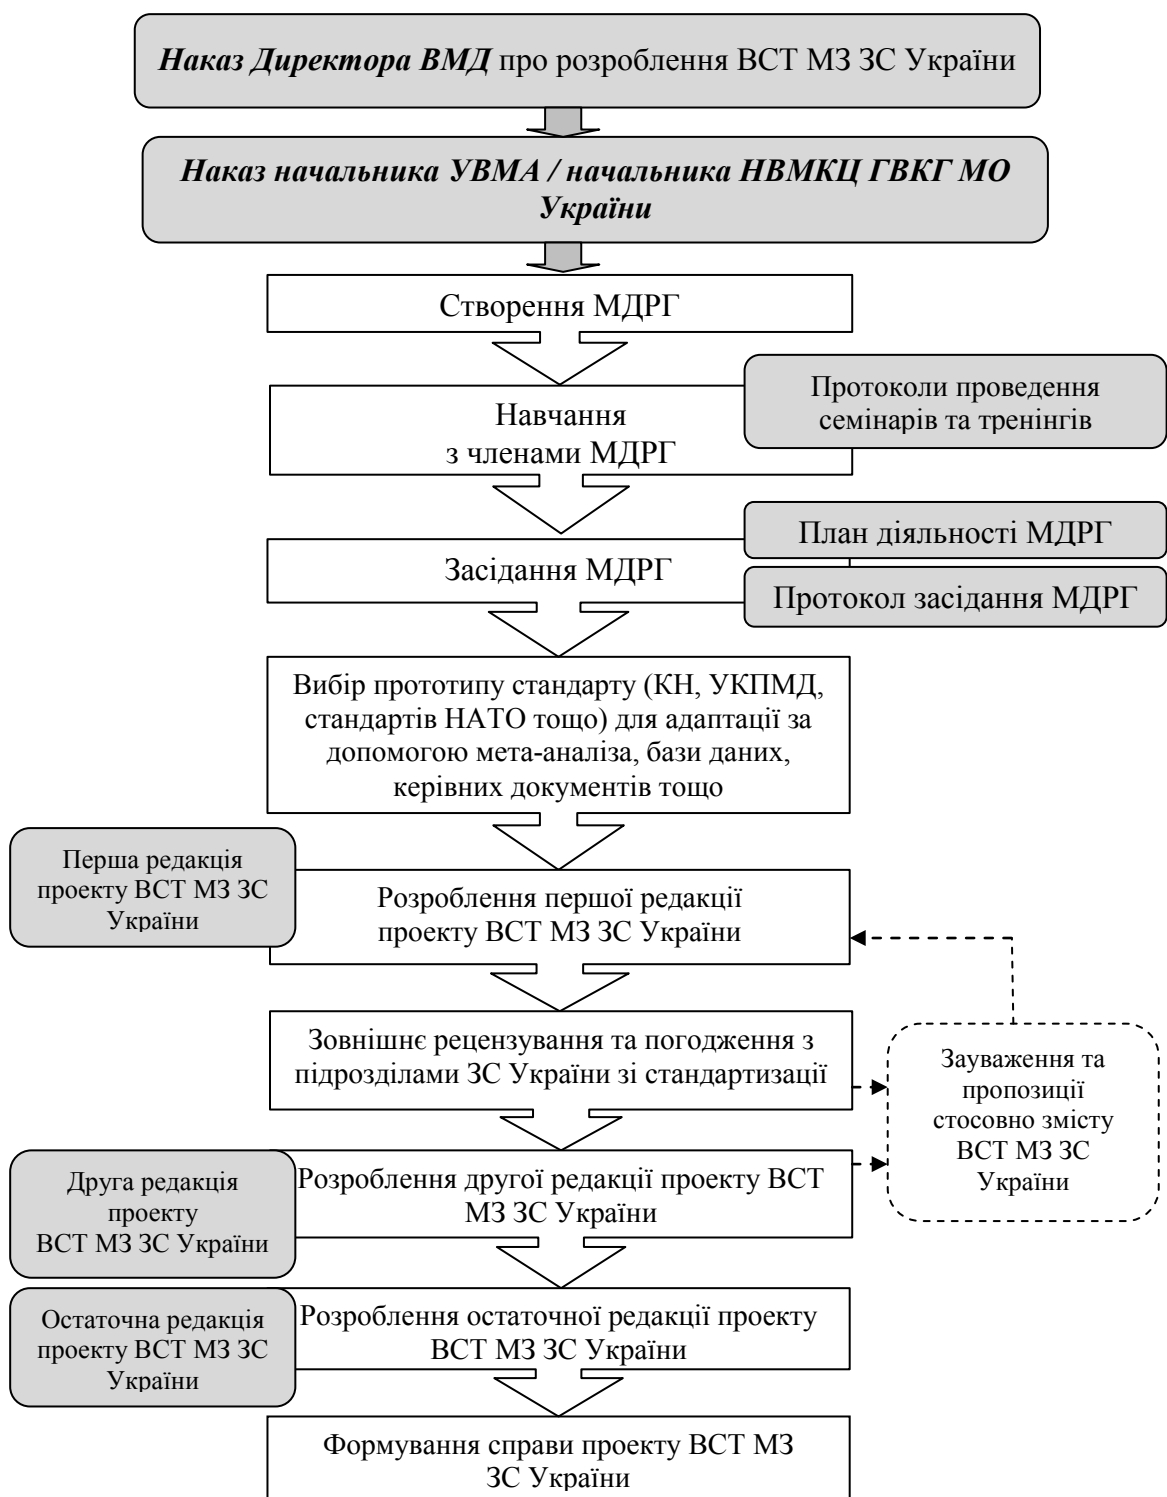 Наказ Директора ВМД про розроблення ВСТ МЗ ЗС України
Наказ начальника УВМА / начальника НВМКЦ ГВКГ МО
України
Створення МДРГ
Протоколи проведення
семінарів та тренінгів
Навчання
з членами МДРГ
План діяльності МДРГ
Засідання МДРГ
Протокол засідання МДРГ
Вибір прототипу стандарту (КН, УКПМД,
стандартів НАТО тощо) для адаптації за
допомогою мета-аналіза, бази даних,
керівних документів тощо
Перша редакція
проекту ВСТ МЗ ЗС
України
Розроблення першої редакції
проекту ВСТ МЗ ЗС України
Зовнішнє рецензування та погодження з
підрозділами ЗС України зі стандартизації
Зауваження та
пропозиції
стосовно змісту
ВСТ МЗ ЗС
України
Друга редакція
проекту
ВСТ МЗ ЗС України
Розроблення другої редакції проекту ВСТ
МЗ ЗС України
Остаточна редакція
проекту ВСТ МЗ ЗС
України
Розроблення остаточної редакції проекту
ВСТ МЗ ЗС України
Формування справи проекту ВСТ МЗ
ЗС України